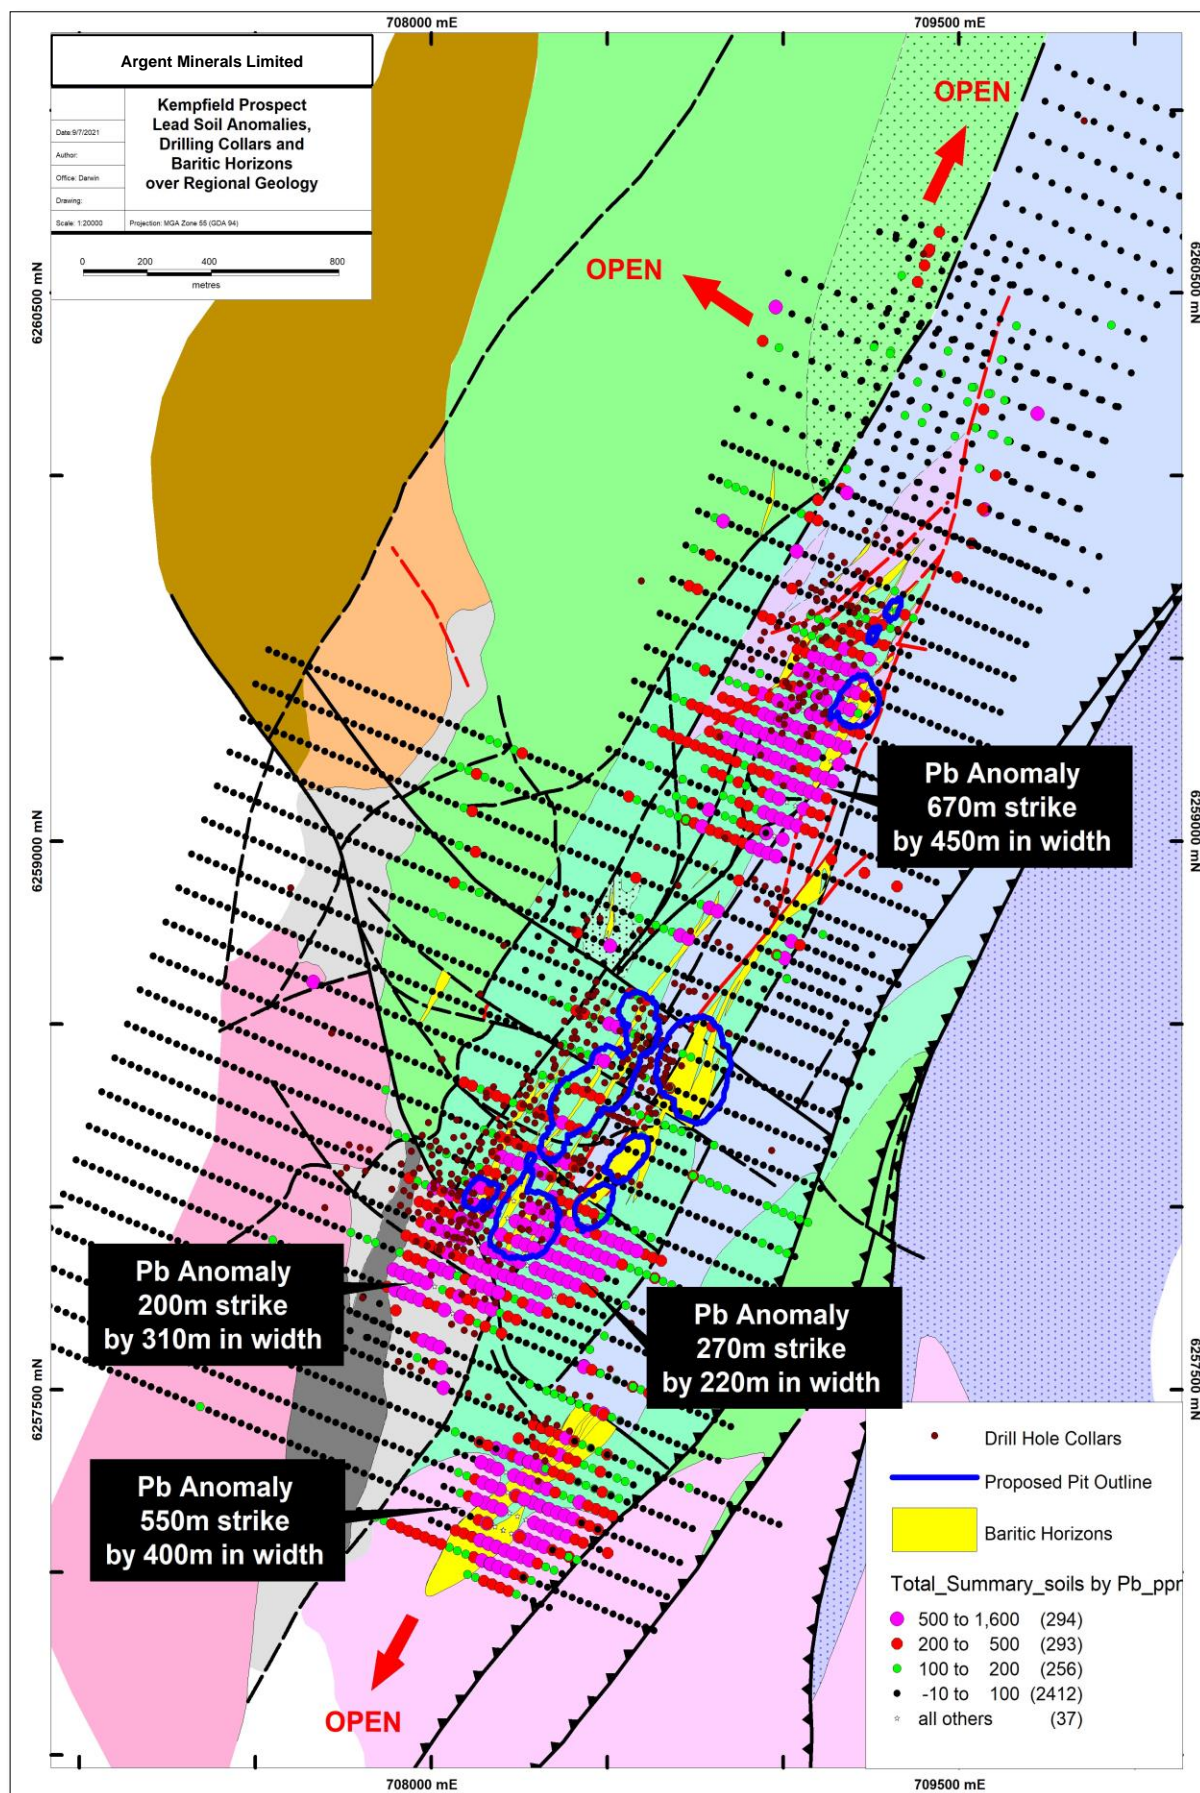 708000 mE
709500 mE
Argent Minerals Limited
Kempfield Prospect
Lead Soil Anomalies,
Drilling Collars and
Baritic Horizons
over Regional Geology
Date:9/7/2021
Author:
Office: Darwin
Drawing:
Scale: 1:20000
Projection: MGA Zone 55 (GDA 94)
0 200 400 800
metres
OPEN
OPEN
6260500 mN
6260500 mN
Pb Anomaly
670m strike
by 450m in width
6259000 mN
6259000 mN
Pb Anomaly
200m strike
by 310m in width
Pb Anomaly
270m strike
by 220m in width
6257500 mN
6257500 mN
Pb Anomaly
550m strike
by 400m in width
OPEN
Drill Hole Collars
Proposed Pit Outline
Baritic Horizons
Total_Summary_soils by Pb_ppr
500 to 1,600 (294)
200 to 500 (293)
100 to 200 (256)
-10 to 100 (2412)
all others (37)
708000 mE
709500 mE